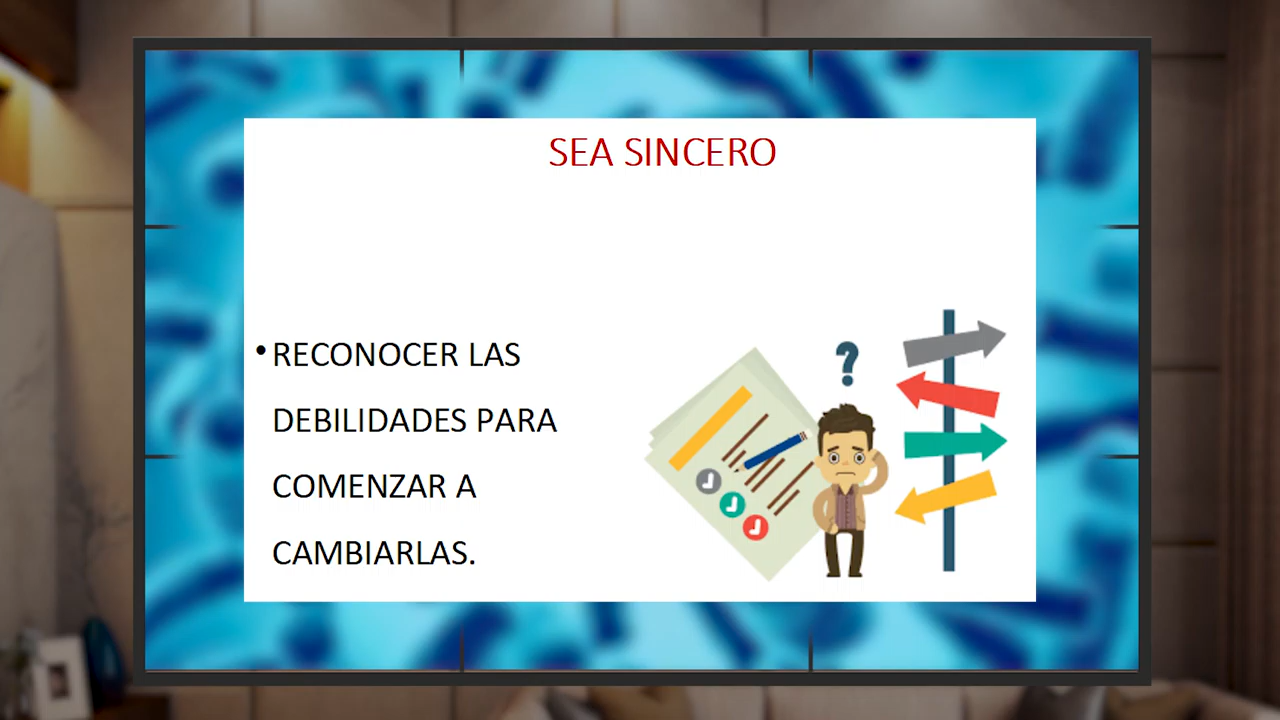 SEA SINCERO
• RECONOCER LAS
DEBILIDADES PARA
COMENZAR A
CAMBIARLAS.
?